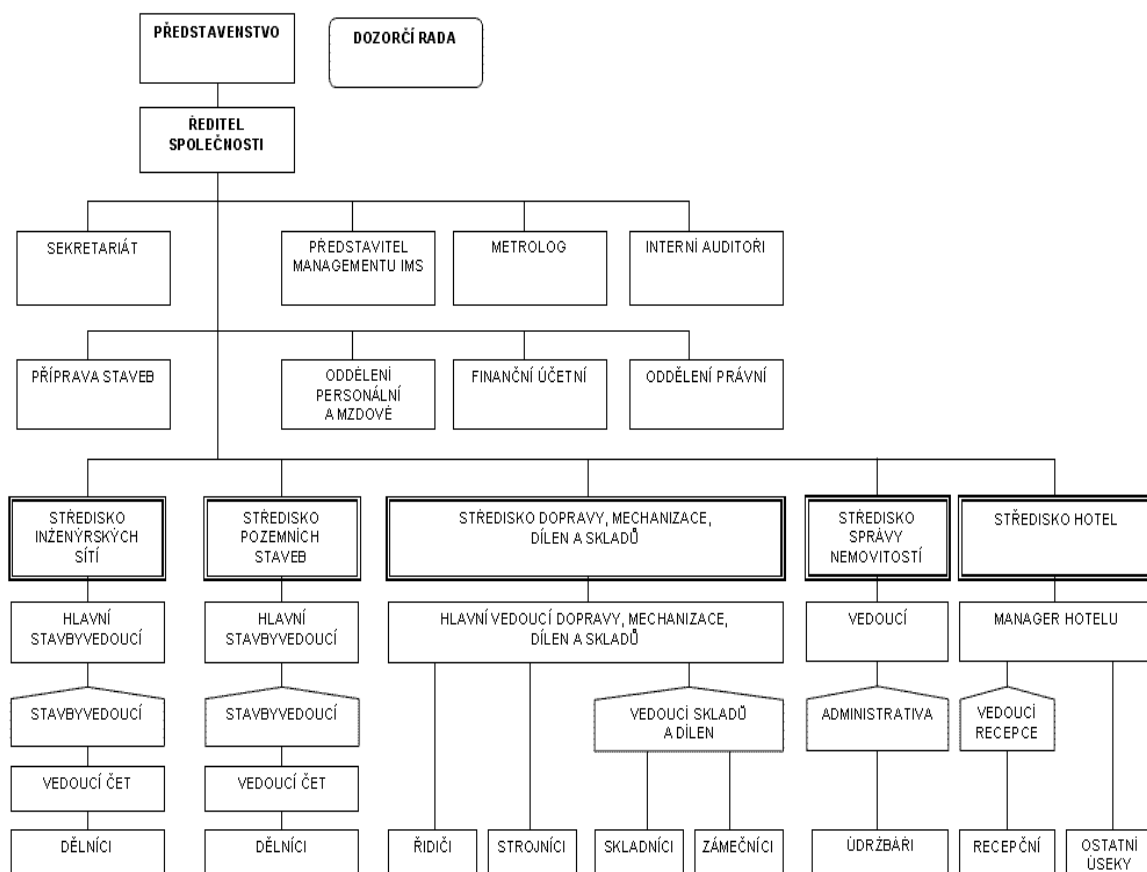 PŘEDSTAVENSTVO
DOZORČÍ RADA
ŘEDITEL
SPOLEČNOSTI
SEKRETARIÁT
PŘEDSTAVITEL
MANAGEMENTU IMS
METROLOG
INTERNÍ AUDITOŘI
PŘÍPRAVA STAVEB
ODDĚLENÍ
PERSONÁLNÍ
A MZDOVÉ
FINANČNÍ ÚČETNÍ
ODDĚLENÍ PRÁVNÍ
STŘEDISKO
INŽENÝRSKÝCH
SÍTÍ
STŘEDISKO
POZEMNÍCH
STAVEB
STŘEDISKO DOPRAVY, MECHANIZACE,
DÍLEN A SKLADŮ
STŘEDISKO
SPRÁVY
NEMOVITOSTÍ
STŘEDISKO HOTEL
HLAVNÍ
STAVBYVEDOUCÍ
HLAVNÍ
STAVBYVEDOUCÍ
HLAVNÍ VEDOUCÍ DOPRAVY, MECHANIZACE,
DÍLEN A SKLADŮ
VEDOUCÍ
MANAGER HOTELU
STAVBYVEDOUCÍ
STAVBYVEDOUCÍ
VEDOUCÍ SKLADŮ
A DÍLEN
ADMINISTRATIVA
VEDOUCÍ
RECEPCE
VEDOUCÍ ČET
VEDOUCÍ ČET
DĚLNÍCI
DĚLNÍCI
ŘIDIČI
STROJNÍCI
SKLADNÍCI
ZÁMEČNÍCI
ÚDRŽBÁŘI
RECEPČNÍ
OSTATNÍ
ÚSEKY